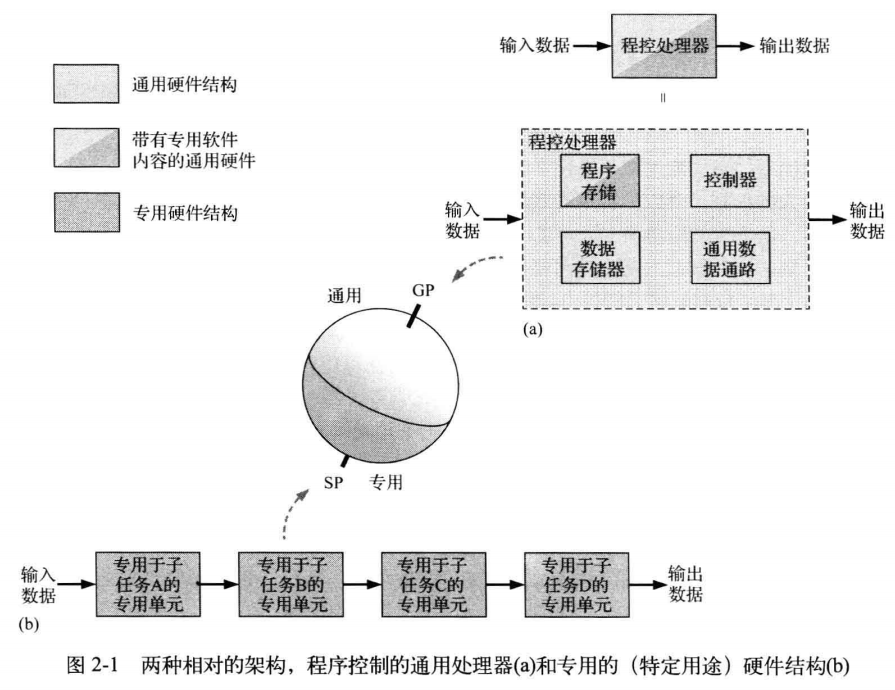 输入数据
程控处理器
输出数据
=
通用硬件结构
带有专用软件
内容的通用硬件
专用硬件结构
程控处理器
程序
存储
控制器
数据
存储器
通用数
据通路
输入
数据
输出
数据
(a)
通用
GP
SP
专用
输入
数据
专用于子
任务A的
专用单元
专用于子
任务B的
专用单元
专用于子
任务C的
专用单元
专用于子
任务D的
专用单元
输出
数据
(b)
图 2-1 两种相对的架构，程序控制的通用处理器(a)和专用的（特定用途）硬件结构(b)